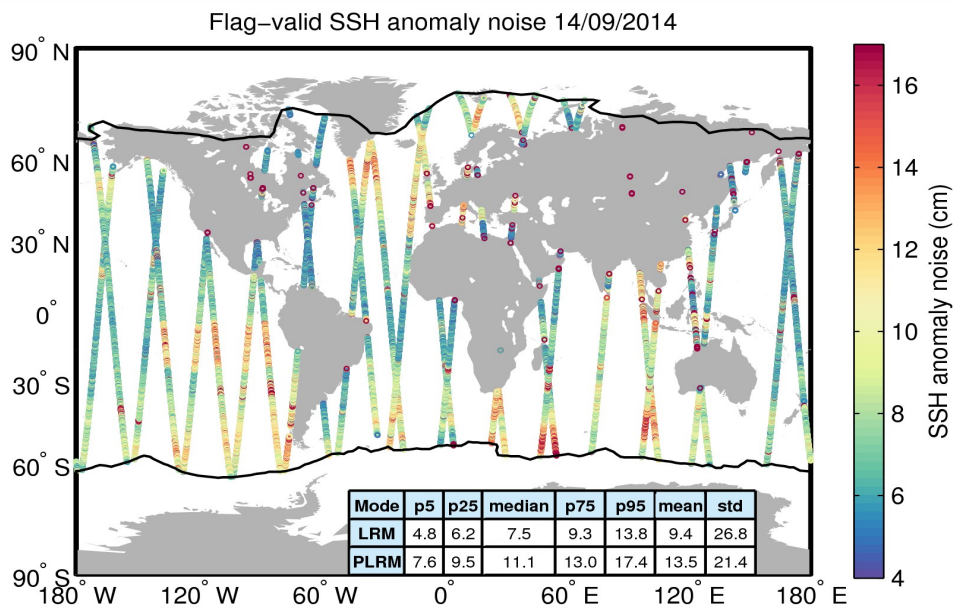 Flag−valid SSH anomaly noise 14/09/2014
90° N
60° N
30° N
0°
30° S
60° S
90° S
180° W 120° W 60° W 0° 60° E 120° E 180° E
Mode p5 p25 median p75 p95 mean std
LRM 4.8 6.2 7.5 9.3 13.8 9.4 26.8
PLRM 7.6 9.5 11.1 13.0 17.4 13.5 21.4
16
14
12
10
8
6
4
SSH anomaly noise (cm)